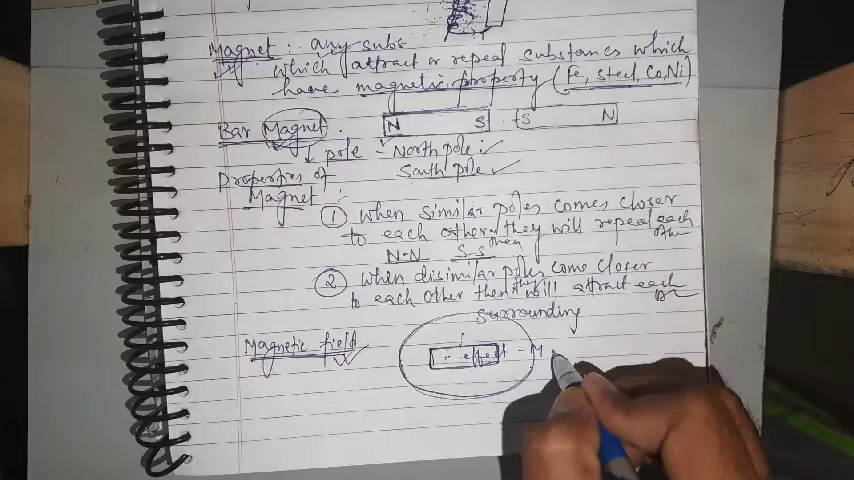 Magnet : any subs
which attract or repeal substances which
have magnetic property (Fe, Steel, Co, Ni)
Bar Magnet . N S S N
pole North pole
South pole
Properties of
Magnet :
① When similar poles comes closer
to each other they will repeal each
other
N-N S-S then
② When disimilar poles come closer
to each other then they will attract each
surrounding
Magnetic field
effect - M